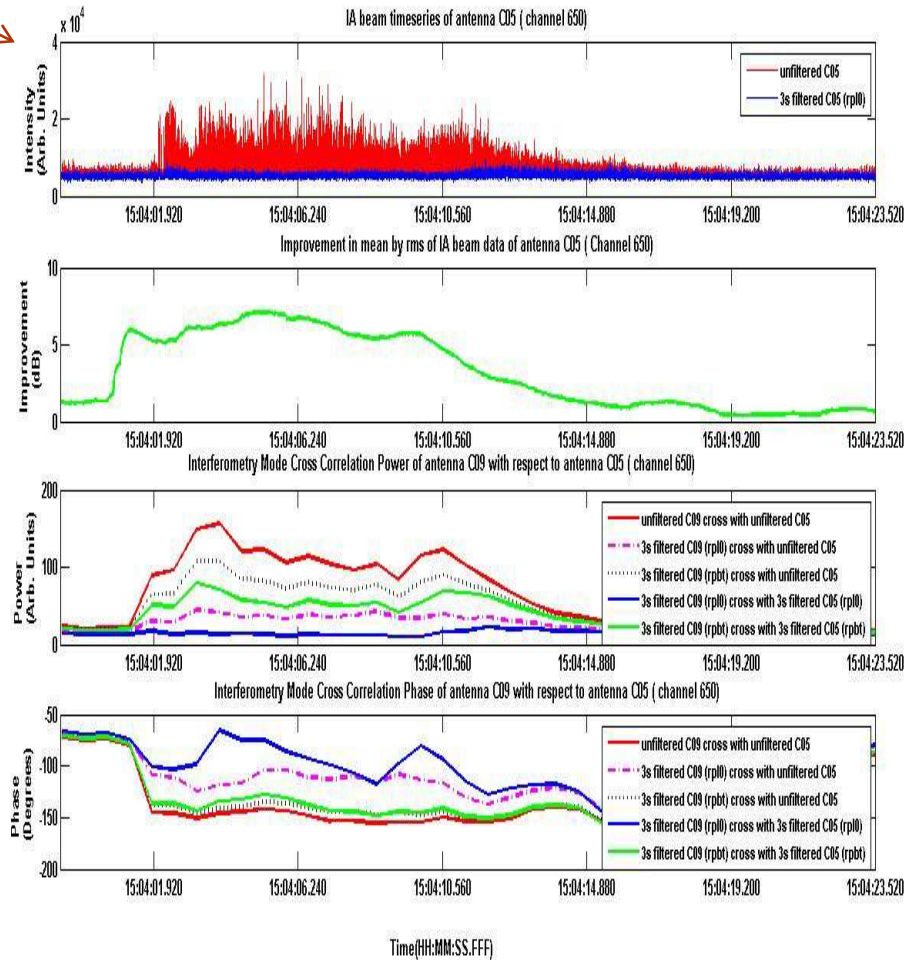 IA beam timeseries of antenna C05 ( channel 650)
x 10^4
4
2
0
Intensity
(Arb. Units)
unfiltered C05
3s filtered C05 (rpl0)
15:04:01.920 15:04:06.240 15:04:10.560 15:04:14.880 15:04:19.200 15:04:23.520
Improvement in mean by rms of IA beam data of antenna C05 ( Channel 650)
10
5
0
Improvement
(dB)
15:04:01.920 15:04:06.240 15:04:10.560 15:04:14.880 15:04:19.200 15:04:23.520
Interferometry Mode Cross Correlation Power of antenna C09 with respect to antenna C05 ( channel 650)
200
100
0
Power
(Arb. Units)
unfiltered C09 cross with unfiltered C05
3s filtered C09 (rpl0) cross with unfiltered C05
3s filtered C09 (rpbt) cross with unfiltered C05
3s filtered C09 (rpl0) cross with 3s filtered C05 (rpl0)
3s filtered C09 (rpbt) cross with 3s filtered C05 (rpbt)
15:04:01.920 15:04:06.240 15:04:10.560 15:04:14.880 15:04:19.200 15:04:23.520
Interferometry Mode Cross Correlation Phase of antenna C09 with respect to antenna C05 ( channel 650)
-50
-100
-150
-200
Phase
(Degrees)
unfiltered C09 cross with unfiltered C05
3s filtered C09 (rpl0) cross with unfiltered C05
3s filtered C09 (rpbt) cross with unfiltered C05
3s filtered C09 (rpl0) cross with 3s filtered C05 (rpl0)
3s filtered C09 (rpbt) cross with 3s filtered C05 (rpbt)
15:04:01.920 15:04:06.240 15:04:10.560 15:04:14.880 15:04:19.200 15:04:23.520
Time(HH:MM:SS.FFF)